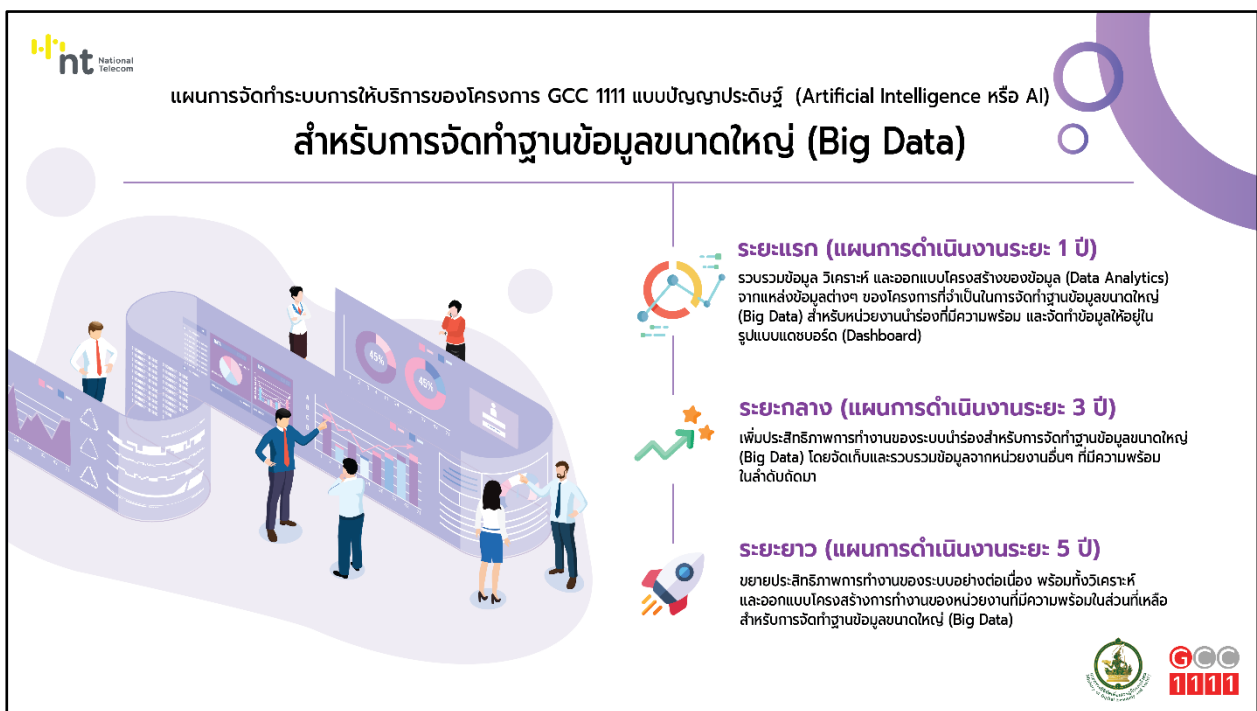 nt National
Telecom
แผนการจัดทำระบบการให้บริการของโครงการ GCC 1111 แบบปัญญาประดิษฐ์ (Artificial Intelligence หรือ AI)
สำหรับการจัดทำฐานข้อมูลขนาดใหญ่ (Big Data)
ระยะแรก (แผนการดำเนินงานระยะ 1 ปี)
รวบรวมข้อมูล วิเคราะห์ และออกแบบโครงสร้างของข้อมูล (Data Analytics)
จากแหล่งข้อมูลต่างๆ ของโครงการที่จำเป็นในการจัดทำฐานข้อมูลขนาดใหญ่
(Big Data) สำหรับหน่วยงานนำร่องที่มีความพร้อม และจัดทำข้อมูลให้อยู่ใน
รูปแบบแดชบอร์ด (Dashboard)
45%
45%
ระยะกลาง (แผนการดำเนินงานระยะ 3 ปี)
เพิ่มประสิทธิภาพการทำงานของระบบนำร่องสำหรับการจัดทำฐานข้อมูลขนาดใหญ่
(Big Data) โดยจัดเก็บและรวบรวมข้อมูลจากหน่วยงานอื่นๆ ที่มีความพร้อม
ในลำดับถัดมา
ระยะยาว (แผนการดำเนินงานระยะ 5 ปี)
ขยายประสิทธิภาพการทำงานของระบบอย่างต่อเนื่อง พร้อมทั้งวิเคราะห์
และออกแบบโครงสร้างการทำงานของหน่วยงานที่มีความพร้อมในส่วนที่เหลือ
สำหรับการจัดทำฐานข้อมูลขนาดใหญ่ (Big Data)
GCC
1111